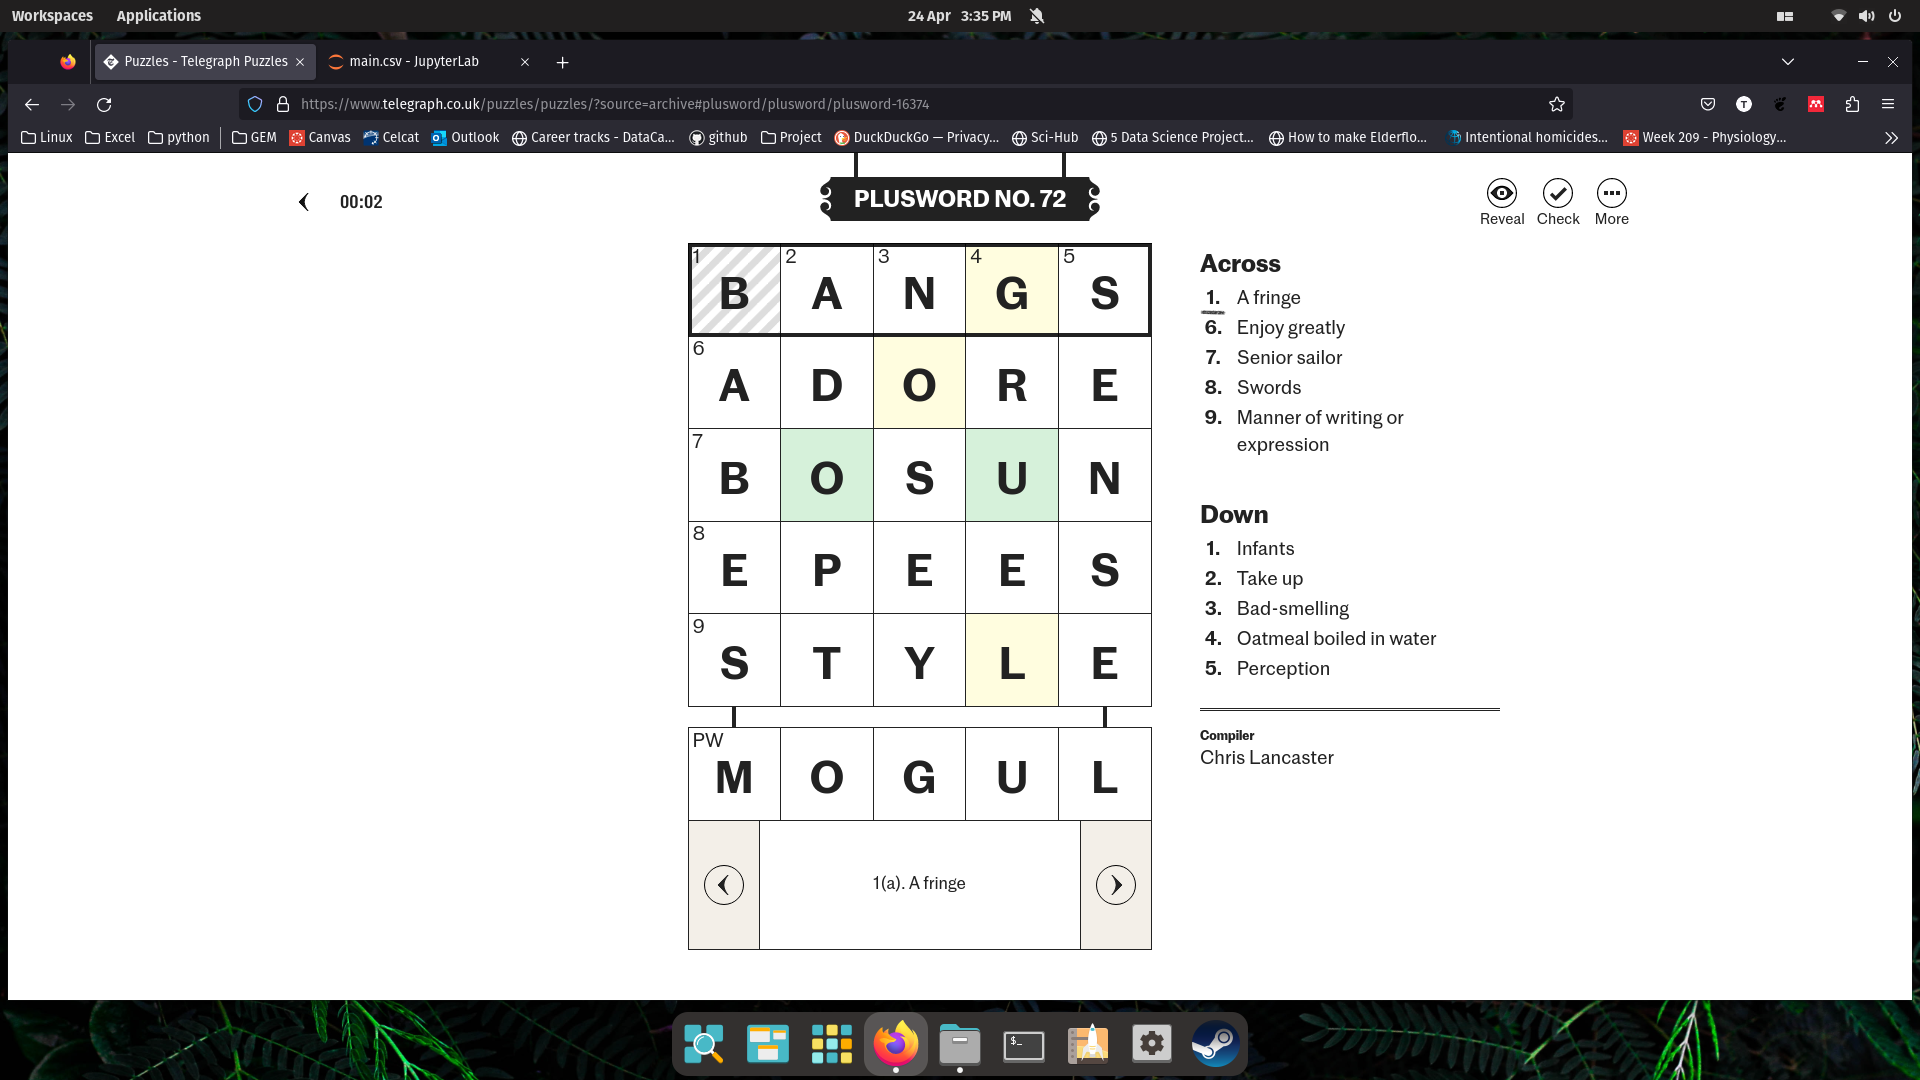 Workspaces Applications 24 Apr 3:35 PM
Puzzles - Telegraph Puzzles main.csv - JupyterLab
https://www.telegraph.co.uk/puzzles/puzzles/?source=archive#plusword/plusword/plusword-16374
Linux Excel python GEM Canvas Celcat Outlook Career tracks - DataCa... github Project DuckDuckGo — Privacy... Sci-Hub 5 Data Science Project... How to make Elderflo... Intentional homicides... Week 209 - Physiology...
00:02
PLUSWORD NO. 72
Reveal Check More
1 B 2 A 3 N 4 G 5 S
6 A D O R E
7 B O S U N
8 E P E E S
9 S T Y L E
PW M O G U L
1(a). A fringe
Across
1. A fringe
6. Enjoy greatly
7. Senior sailor
8. Swords
9. Manner of writing or
expression
Down
1. Infants
2. Take up
3. Bad-smelling
4. Oatmeal boiled in water
5. Perception
Compiler
Chris Lancaster
$_